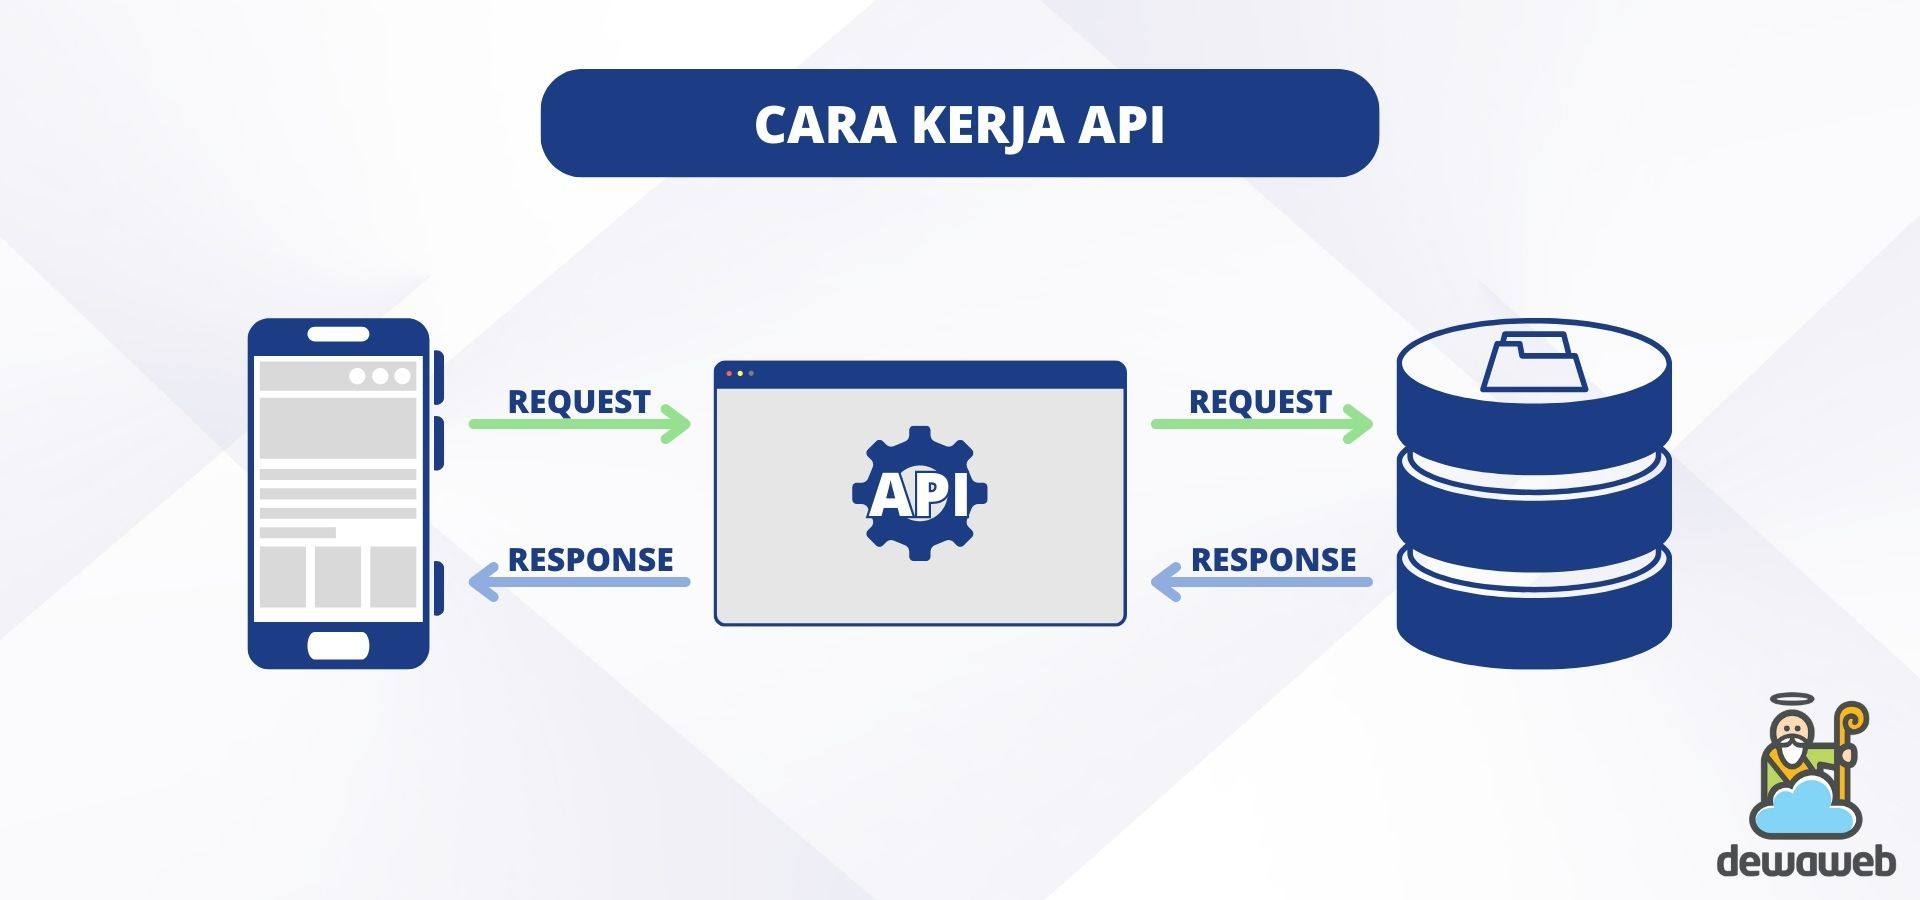 CARA KERJA API
REQUEST
REQUEST
API
RESPONSE
RESPONSE
dewaweb